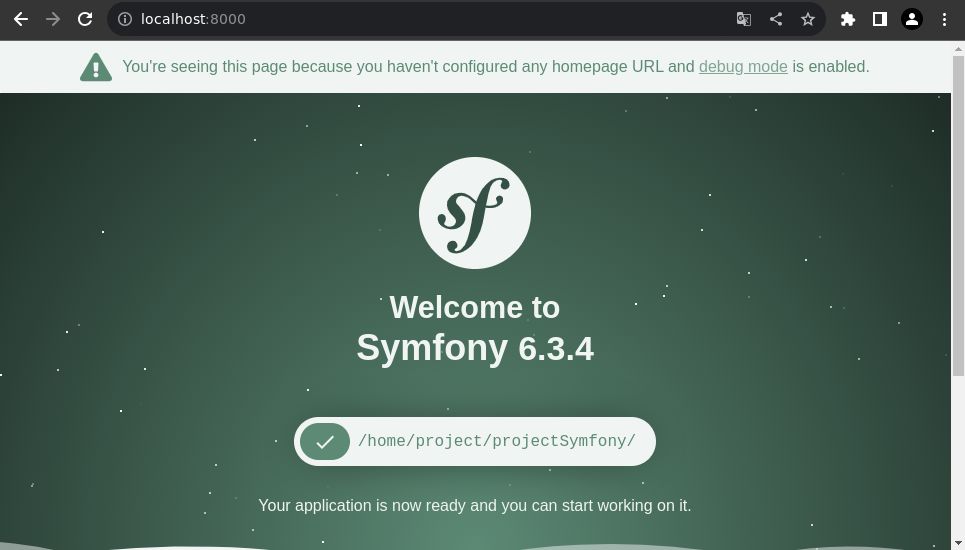 localhost:8000
You're seeing this page because you haven't configured any homepage URL and debug mode is enabled.
sf
Welcome to
Symfony 6.3.4
/home/project/projectSymfony/
Your application is now ready and you can start working on it.